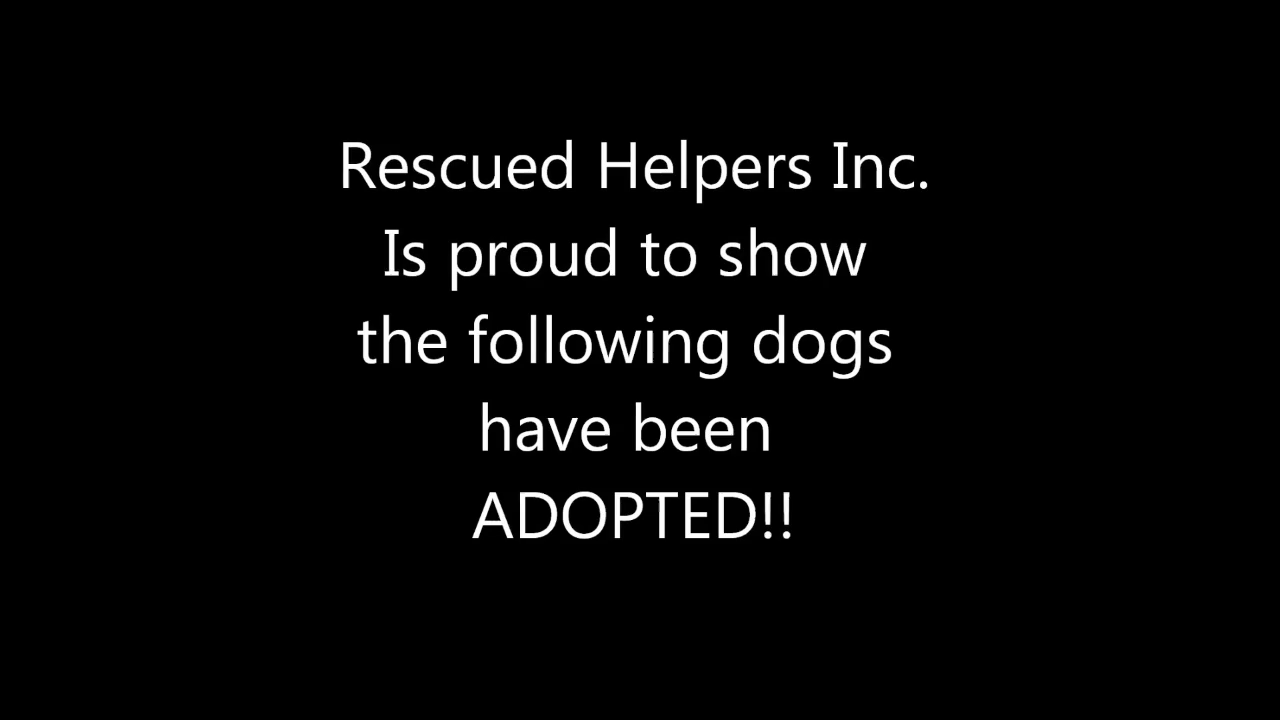 Rescued Helpers Inc.
Is proud to show
the following dogs
have been
ADOPTED!!